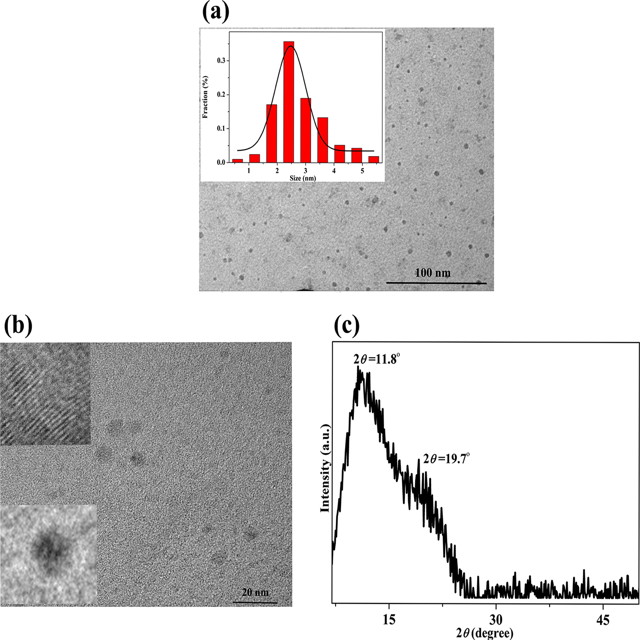 (a)
0.3
0.2
0.1
0.0
Fraction (%)
1 2 3 4 5
Size (nm)
100 nm
(b)
20 nm
(c)
2θ=11.8°
2θ=19.7°
Intensity (a.u.)
15 30 45
2θ (degree)